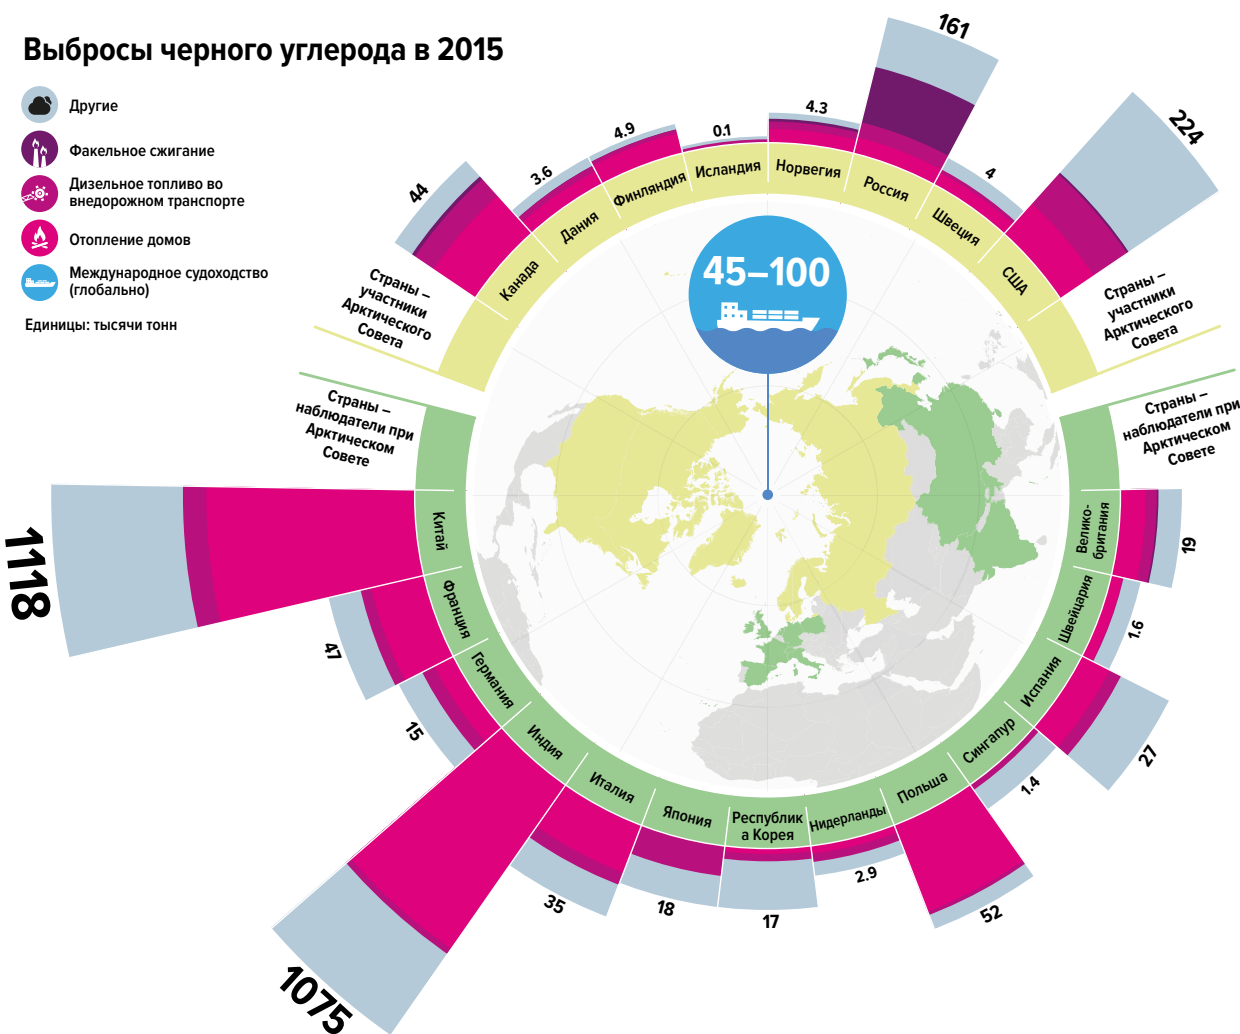 Выбросы черного углерода в 2015
Другие
Факельное сжигание
Дизельное топливо во
внедорожном транспорте
Отопление домов
Международное судоходство
(глобально)
Единицы: тысячи тонн
Страны –
участники
Арктического
Совета
44
3.6
4.9
0.1
4.3
161
4
224
Канада
Дания
Финляндия
Исландия
Норвегия
Россия
Швеция
США
Страны –
участники
Арктического
Совета
45–100
Страны –
наблюдатели при
Арктическом
Совете
Страны –
наблюдатели при
Арктическом
Совете
Китай
1118
Франция
47
Германия
15
Индия
1075
Италия
35
Япония
18
Республик
а Корея
17
Нидерланды
2.9
Польша
52
Сингапур
1.4
Испания
27
Швейцария
1.6
Велико-
британия
19